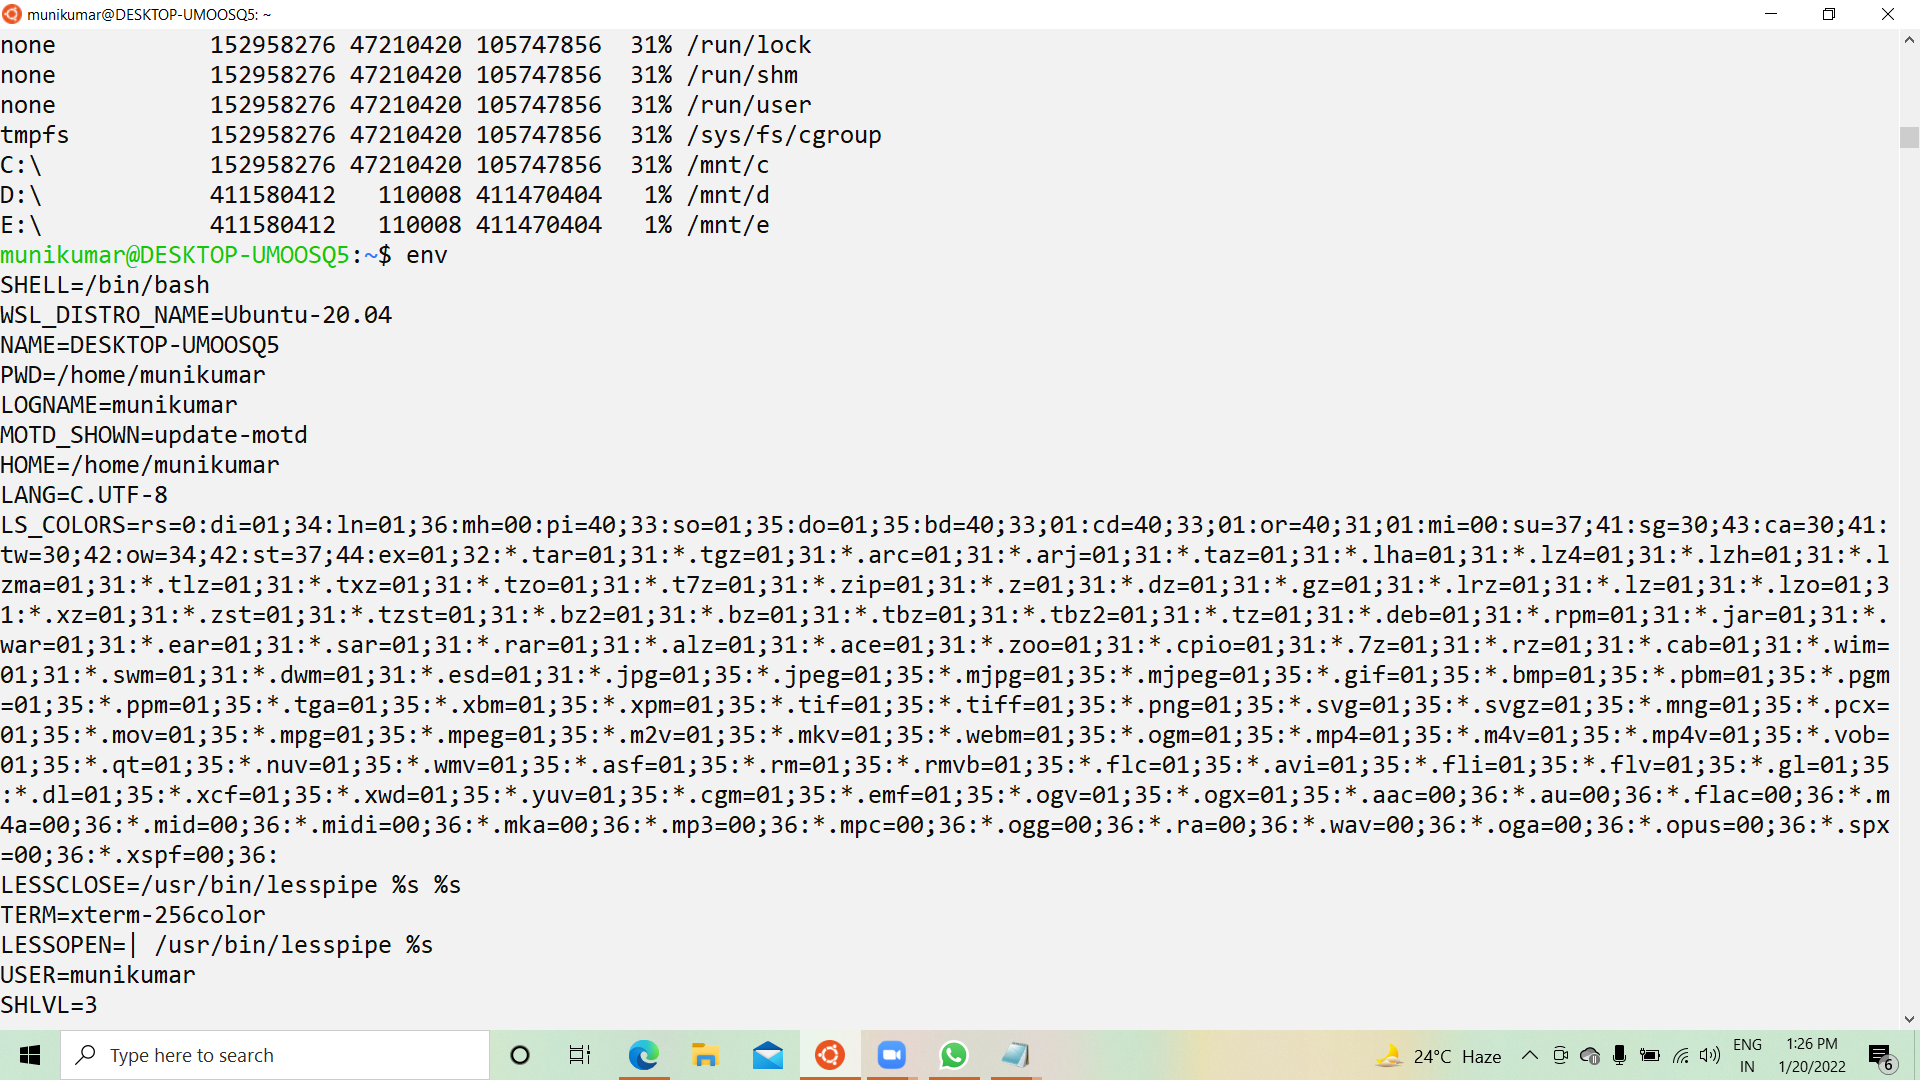 munikumar@DESKTOP-UMOOSQ5: ~
none           152958276 47210420 105747856  31% /run/lock
none           152958276 47210420 105747856  31% /run/shm
none           152958276 47210420 105747856  31% /run/user
tmpfs          152958276 47210420 105747856  31% /sys/fs/cgroup
C:\            152958276 47210420 105747856  31% /mnt/c
D:\            411580412   110008 411470404   1% /mnt/d
E:\            411580412   110008 411470404   1% /mnt/e
munikumar@DESKTOP-UMOOSQ5:~$ env
SHELL=/bin/bash
WSL_DISTRO_NAME=Ubuntu-20.04
NAME=DESKTOP-UMOOSQ5
PWD=/home/munikumar
LOGNAME=munikumar
MOTD_SHOWN=update-motd
HOME=/home/munikumar
LANG=C.UTF-8
LS_COLORS=rs=0:di=01;34:ln=01;36:mh=00:pi=40;33:so=01;35:do=01;35:bd=40;33;01:cd=40;33;01:or=40;31;01:mi=00:su=37;41:sg=30;43:ca=30;41:
tw=30;42:ow=34;42:st=37;44:ex=01;32:*.tar=01;31:*.tgz=01;31:*.arc=01;31:*.arj=01;31:*.taz=01;31:*.lha=01;31:*.lz4=01;31:*.lzh=01;31:*.l
zma=01;31:*.tlz=01;31:*.txz=01;31:*.tzo=01;31:*.t7z=01;31:*.zip=01;31:*.z=01;31:*.dz=01;31:*.gz=01;31:*.lrz=01;31:*.lz=01;31:*.lzo=01;3
1:*.xz=01;31:*.zst=01;31:*.tzst=01;31:*.bz2=01;31:*.bz=01;31:*.tbz=01;31:*.tbz2=01;31:*.tz=01;31:*.deb=01;31:*.rpm=01;31:*.jar=01;31:*.
war=01;31:*.ear=01;31:*.sar=01;31:*.rar=01;31:*.alz=01;31:*.ace=01;31:*.zoo=01;31:*.cpio=01;31:*.7z=01;31:*.rz=01;31:*.cab=01;31:*.wim=
01;31:*.swm=01;31:*.dwm=01;31:*.esd=01;31:*.jpg=01;35:*.jpeg=01;35:*.mjpg=01;35:*.mjpeg=01;35:*.gif=01;35:*.bmp=01;35:*.pbm=01;35:*.pgm
=01;35:*.ppm=01;35:*.tga=01;35:*.xbm=01;35:*.xpm=01;35:*.tif=01;35:*.tiff=01;35:*.png=01;35:*.svg=01;35:*.svgz=01;35:*.mng=01;35:*.pcx=
01;35:*.mov=01;35:*.mpg=01;35:*.mpeg=01;35:*.m2v=01;35:*.mkv=01;35:*.webm=01;35:*.ogm=01;35:*.mp4=01;35:*.m4v=01;35:*.mp4v=01;35:*.vob=
01;35:*.qt=01;35:*.nuv=01;35:*.wmv=01;35:*.asf=01;35:*.rm=01;35:*.rmvb=01;35:*.flc=01;35:*.avi=01;35:*.fli=01;35:*.flv=01;35:*.gl=01;35
:*.dl=01;35:*.xcf=01;35:*.xwd=01;35:*.yuv=01;35:*.cgm=01;35:*.emf=01;35:*.ogv=01;35:*.ogx=01;35:*.aac=00;36:*.au=00;36:*.flac=00;36:*.m
4a=00;36:*.mid=00;36:*.midi=00;36:*.mka=00;36:*.mp3=00;36:*.mpc=00;36:*.ogg=00;36:*.ra=00;36:*.wav=00;36:*.oga=00;36:*.opus=00;36:*.spx
=00;36:*.xspf=00;36:
LESSCLOSE=/usr/bin/lesspipe %s %s
TERM=xterm-256color
LESSOPEN=| /usr/bin/lesspipe %s
USER=munikumar
SHLVL=3
Type here to search
24°C Haze
ENG
IN
1:26 PM
1/20/2022
6